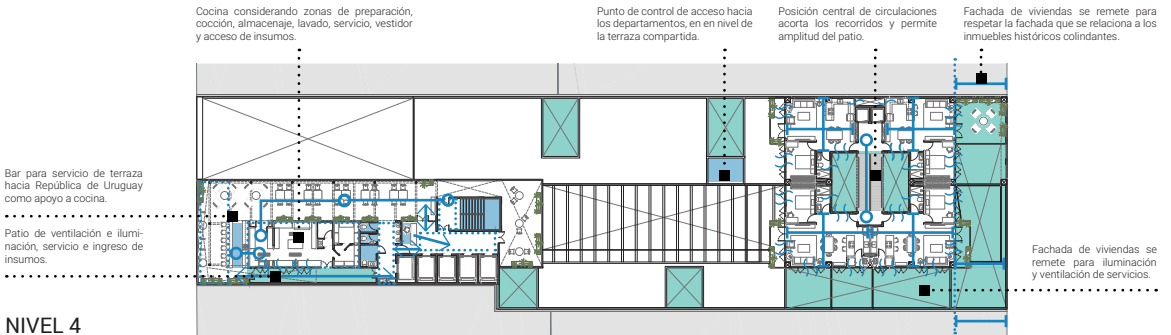 Cocina considerando zonas de preparación,
cocción, almacenaje, lavado, servicio, vestidor
y acceso de insumos.
Punto de control de acceso hacia
los departamentos, en en nivel de
la terraza compartida.
Posición central de circulaciones
acorta los recorridos y permite
amplitud del patio.
Fachada de viviendas se remete para
respetar la fachada que se relaciona a los
inmuebles históricos colindantes.
Bar para servicio de terraza
hacia República de Uruguay
como apoyo a cocina.
Patio de ventilación e ilumi-
nación, servicio e ingreso de
insumos.
Fachada de viviendas se
remete para iluminación
y ventilación de servicios.
NIVEL 4